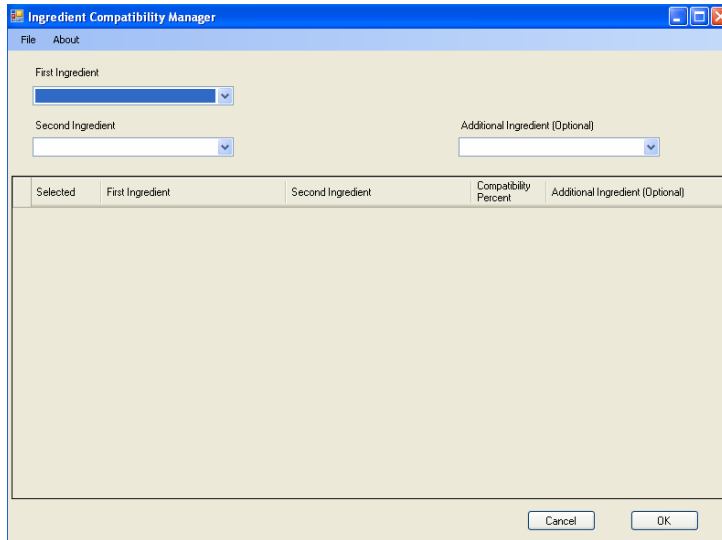 Ingredient Compatibility Manager
File About
First Ingredient
Second Ingredient Additional Ingredient (Optional)
Selected First Ingredient Second Ingredient Compatibility Percent Additional Ingredient (Optional)
Cancel OK